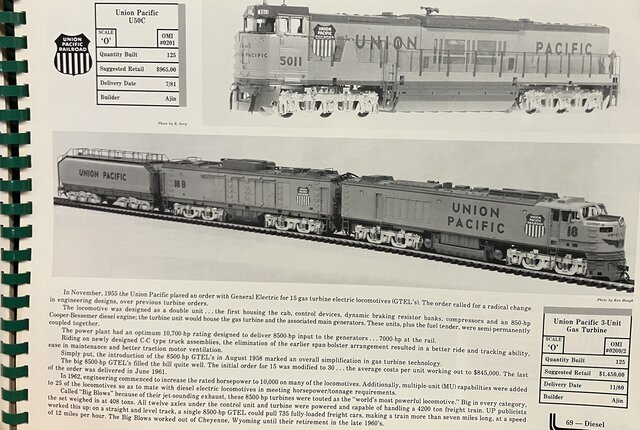 Union Pacific
U50C
SCALE
'O'
OMI
#0201
Quantity Built 125
Suggested Retail $965.00
Delivery Date 7/81
Builder Ajin
UNION
PACIFIC
RAILROAD
5011
PACIFIC
5011
UNION PACIFIC
Photo by B. Sorg
UNION PACIFIC
18 B
UNION
PACIFIC
18
In November, 1955 the Union Pacific placed an order with General Electric for 15 gas turbine electric locomotives (GTEL's). The order called for a radical change
in engineering designs, over previous turbine orders.
The locomotive was designed as a double unit . . . the first housing the cab, control devices, dynamic braking resistor banks, compressors and an 850-hp
Cooper-Bessemer diesel engine; the turbine unit would house the gas turbine and the associated main generators. These units, plus the fuel tender, were semi-permanently
coupled together.
The power plant had an optimum 10,700-hp rating designed to deliver 8500-hp input to the generators . . . 7000-hp at the rail.
Riding on newly designed C-C type truck assemblies, the elimination of the earlier span-bolster arrangement resulted in a better ride and tracking ability,
ease in maintenance and better traction motor ventilation.
Simply put, the introduction of the 8500-hp GTEL's in August 1958 marked an overall simplification on gas turbine technology.
The big 8500-hp GTEL's filled the bill quite well. The initial order for 15 was modified to 30 . . . the average costs per unit working out to $845,000. The last
of the order was delivered in June 1961.
In 1962, engineering commenced to increase the rated horsepower to 10,000 on many of the locomotives. Additionally, multiple-unit (MU) capabilities were added
to 25 of the locomotives so as to mate with diesel electric locomotives in meeting horsepower/tonnage requirements.
Called "Big Blows" because of their jet-sounding exhaust, these 8500-hp turbines were touted as the "world's most powerful locomotive." Big in every category,
the set weighed in at 408 tons. All twelve axles under the control unit and turbine were powered and capable of handling a 4200 ton freight train. UP publicists
worked this up: on a straight and level track, a single 8500-hp GTEL could pull 735 fully-loaded freight cars, making a train more than seven miles long, at a speed
of 12 miles per hour. The Big Blows worked out of Cheyenne, Wyoming until their retirement in the late 1960's.
Union Pacific 3-Unit
Gas Turbine
SCALE
'O'
OMI
#0200/2
Quantity Built 125
Suggested Retail $1,450.00
Delivery Date 11/80
Builder Ajin
69 — Diesel